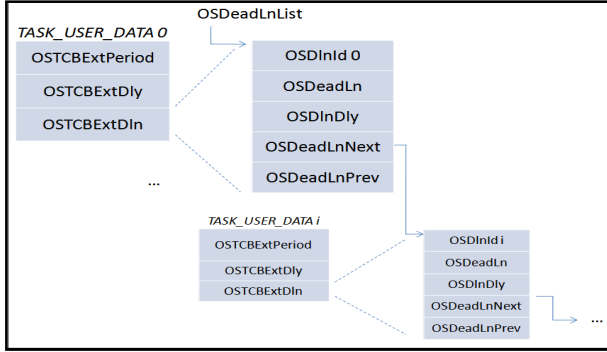 OSDeadLnList
TASK_USER_DATA 0
OSTCBExtPeriod
OSTCBExtDly
OSTCBExtDln
...
OSDlnId 0
OSDeadLn
OSDlnDly
OSDeadLnNext
OSDeadLnPrev
TASK_USER_DATA i
OSTCBExtPeriod
OSTCBExtDly
OSTCBExtDln
OSDlnId i
OSDeadLn
OSDlnDly
OSDeadLnNext
OSDeadLnPrev
...